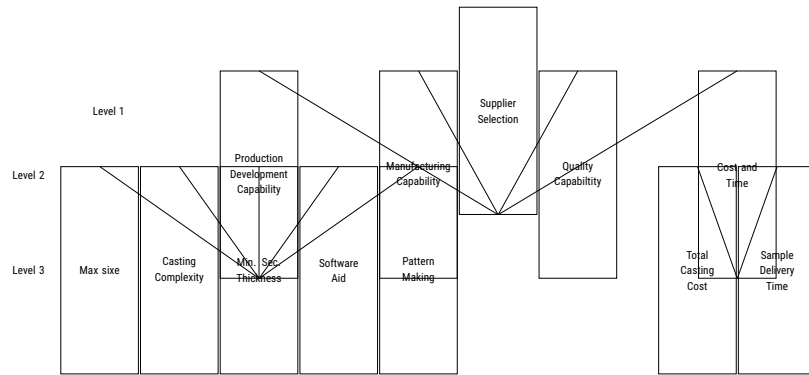 Level 1
Supplier
Selection
Level 2
Production
Development
Capability
Manufacturing
Capability
Quality
Capabiltity
Cost and
Time
Level 3
Max sixe
Casting
Complexity
Min. Sec.
Thickness
Software
Aid
Pattern
Making
Total
Casting
Cost
Sample
Delivery
Time